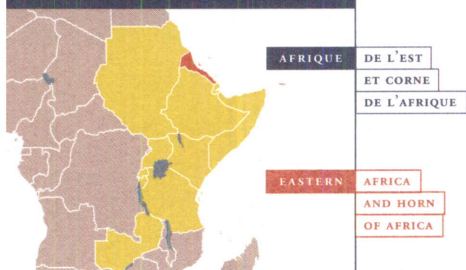 AFRIQUE DE L'EST
ET CORNE
DE L'AFRIQUE
EASTERN AFRICA
AND HORN
OF AFRICA